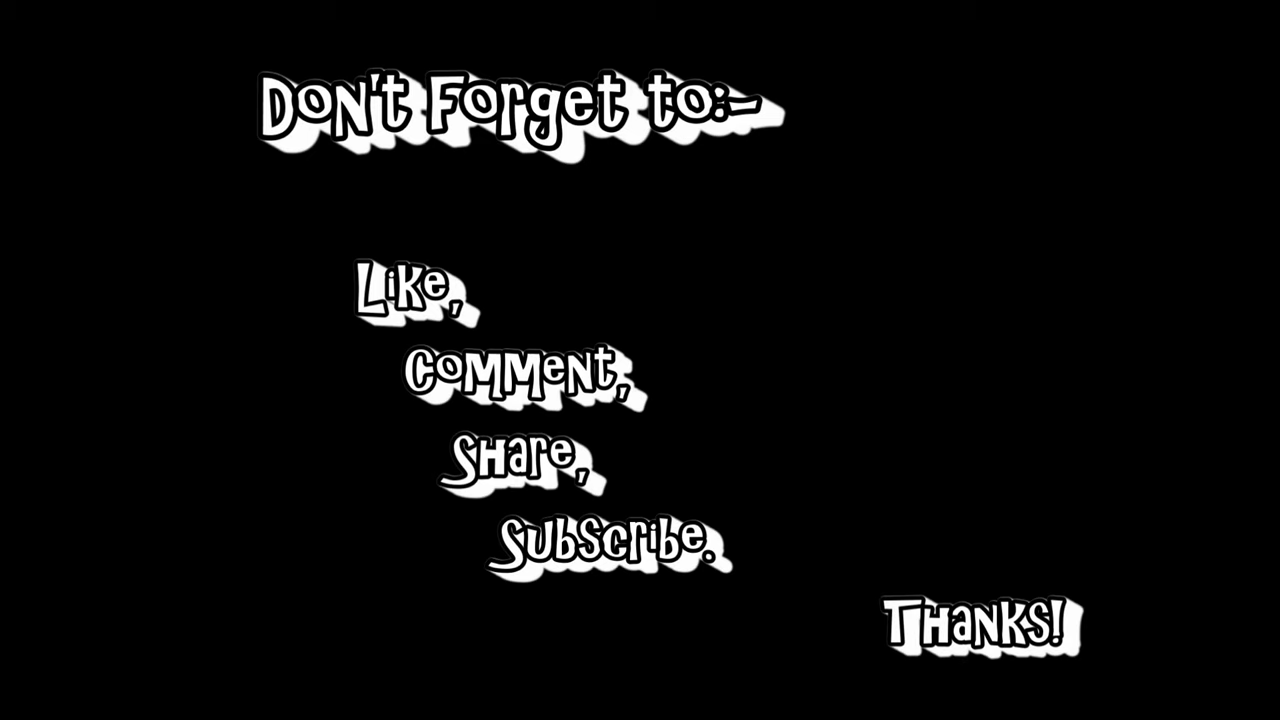 Don't Forget to:-
Like,
Comment,
Share,
Subscribe.
Thanks!